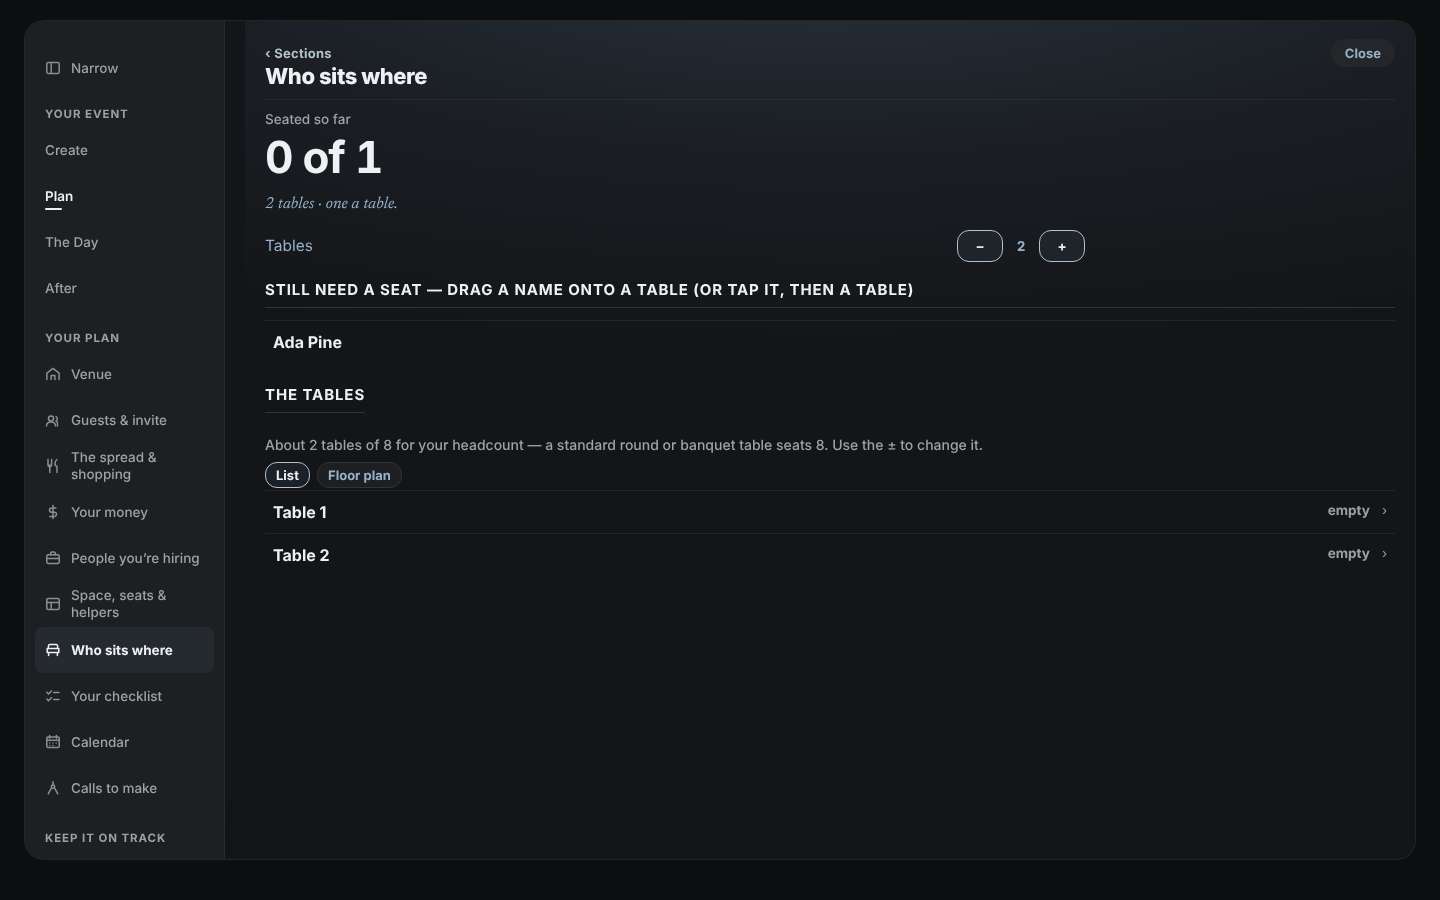 Narrow
YOUR EVENT
Create
Plan
The Day
After
YOUR PLAN
Venue
Guests & invite
The spread &
shopping
Your money
People you’re hiring
Space, seats &
helpers
Who sits where
Your checklist
Calendar
Calls to make
KEEP IT ON TRACK
‹ Sections
Close
Who sits where
Seated so far
0 of 1
2 tables · one a table.
Tables
− 2 +
STILL NEED A SEAT — DRAG A NAME ONTO A TABLE (OR TAP IT, THEN A TABLE)
Ada Pine
THE TABLES
About 2 tables of 8 for your headcount — a standard round or banquet table seats 8. Use the ± to change it.
List Floor plan
Table 1 empty ›
Table 2 empty ›